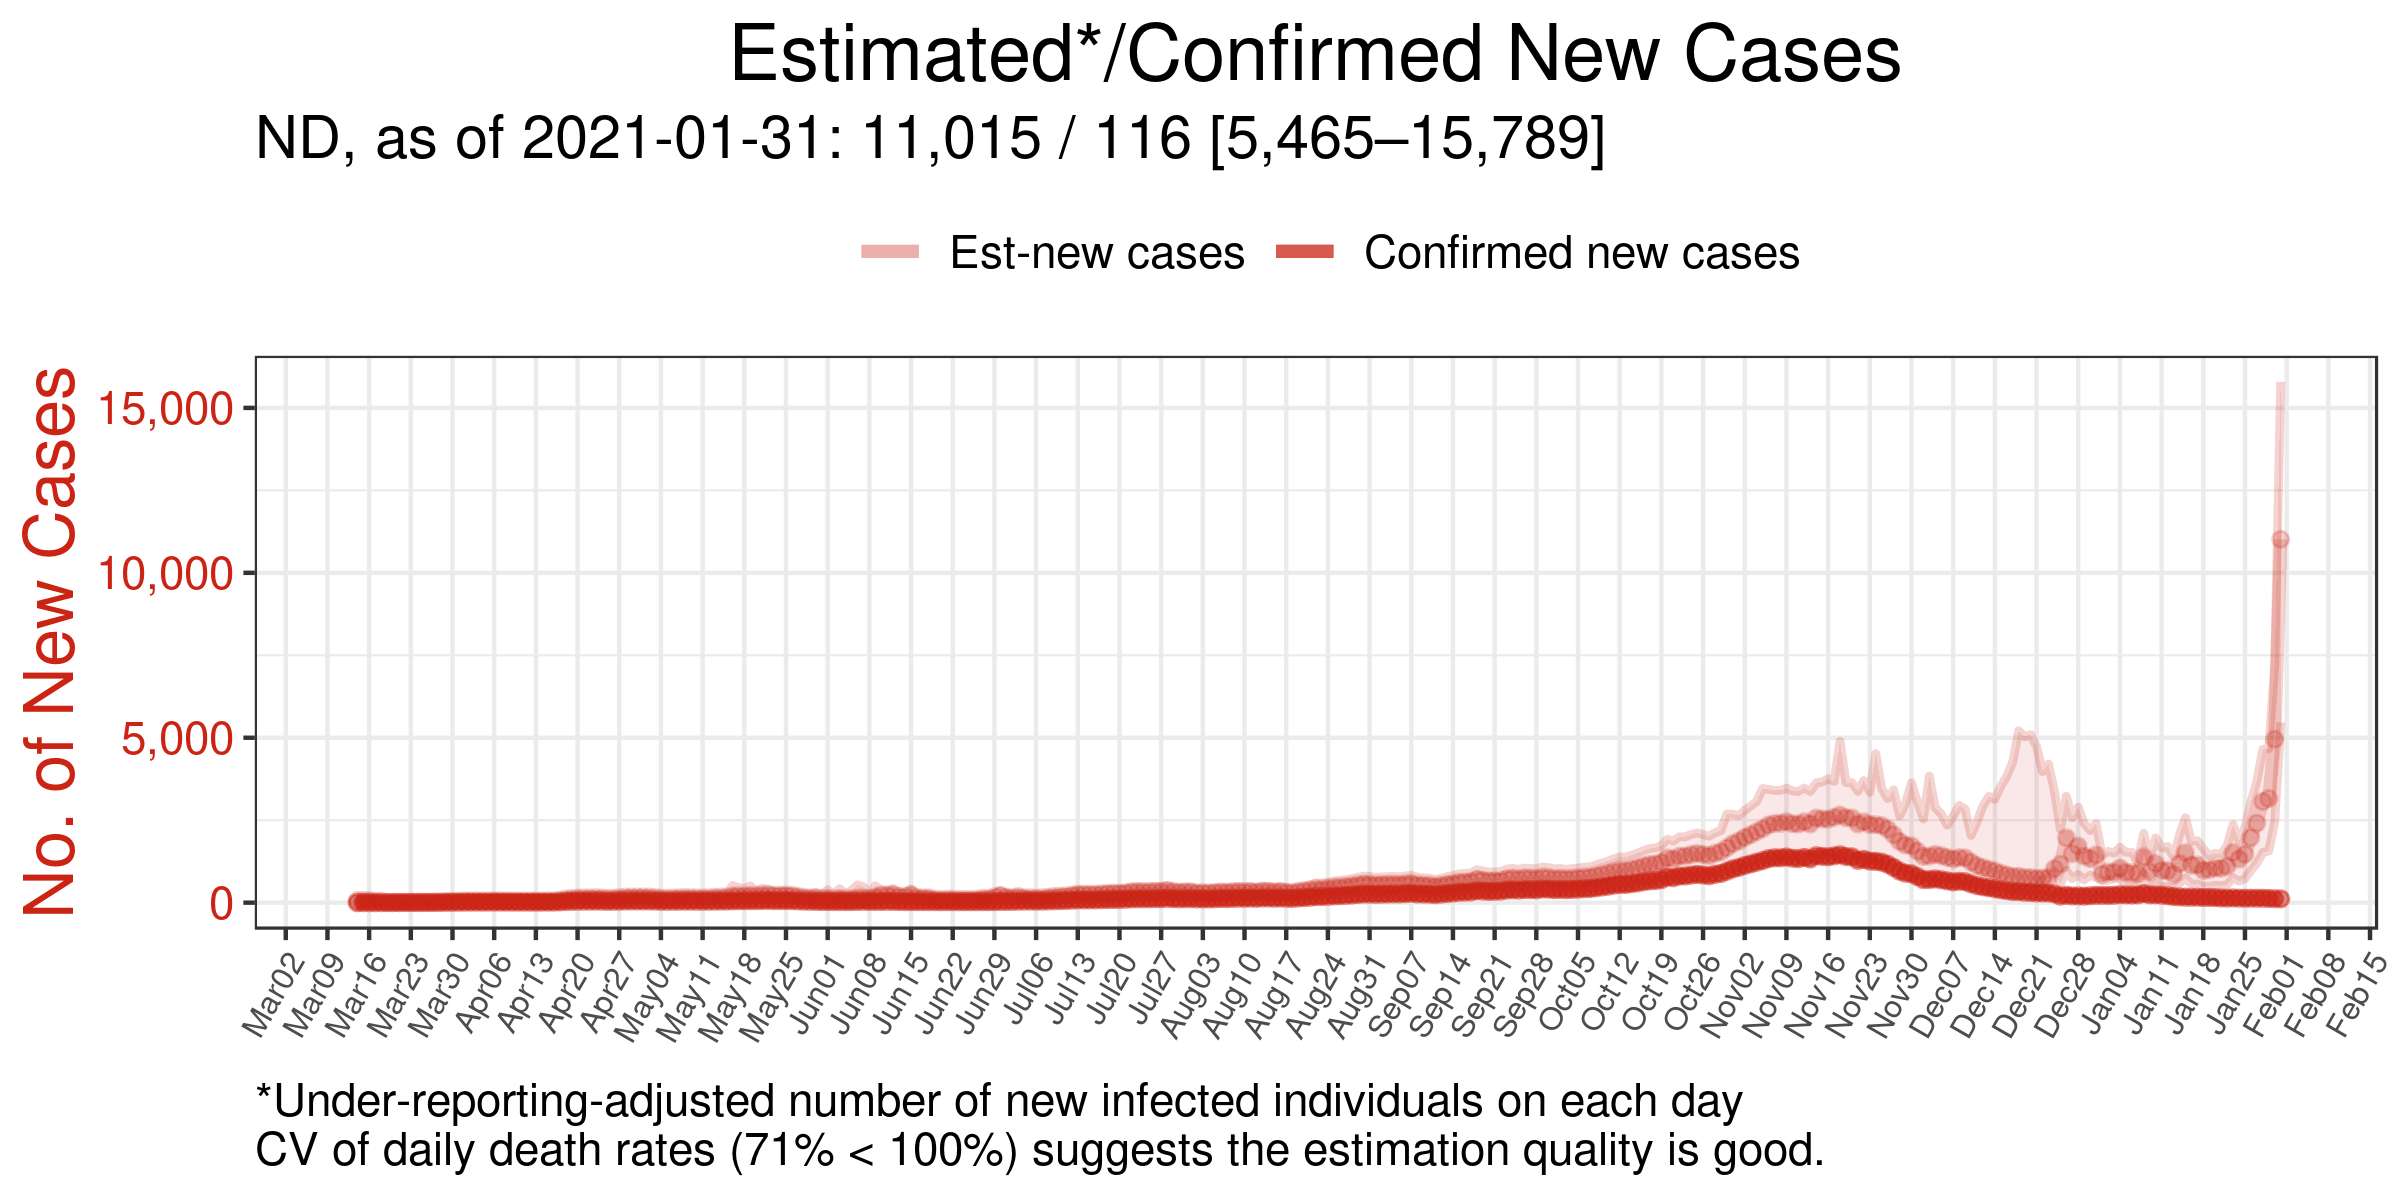 Estimated*/Confirmed New Cases
ND, as of 2021-01-31: 11,015 / 116 [5,465–15,789]
Est-new cases Confirmed new cases
No. of New Cases
15,000
10,000
5,000
0
Mar02 Mar09 Mar16 Mar23 Mar30 Apr06 Apr13 Apr20 Apr27 May04 May11 May18 May25 Jun01 Jun08 Jun15 Jun22 Jun29 Jul06 Jul13 Jul20 Jul27 Aug03 Aug10 Aug17 Aug24 Aug31 Sep07 Sep14 Sep21 Sep28 Oct05 Oct12 Oct19 Oct26 Nov02 Nov09 Nov16 Nov23 Nov30 Dec07 Dec14 Dec21 Dec28 Jan04 Jan11 Jan18 Jan25 Feb01 Feb08 Feb15
*Under-reporting-adjusted number of new infected individuals on each day
CV of daily death rates (71% < 100%) suggests the estimation quality is good.